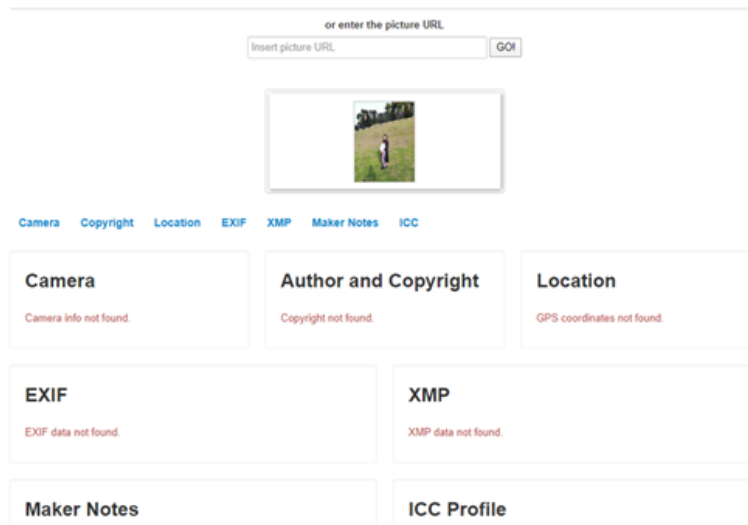 or enter the picture URL
Insert picture URL GO!
Camera Copyright Location EXIF XMP Maker Notes ICC
Camera
Camera info not found.
Author and Copyright
Copyright not found.
Location
GPS coordinates not found.
EXIF
EXIF data not found.
XMP
XMP data not found.
Maker Notes
ICC Profile